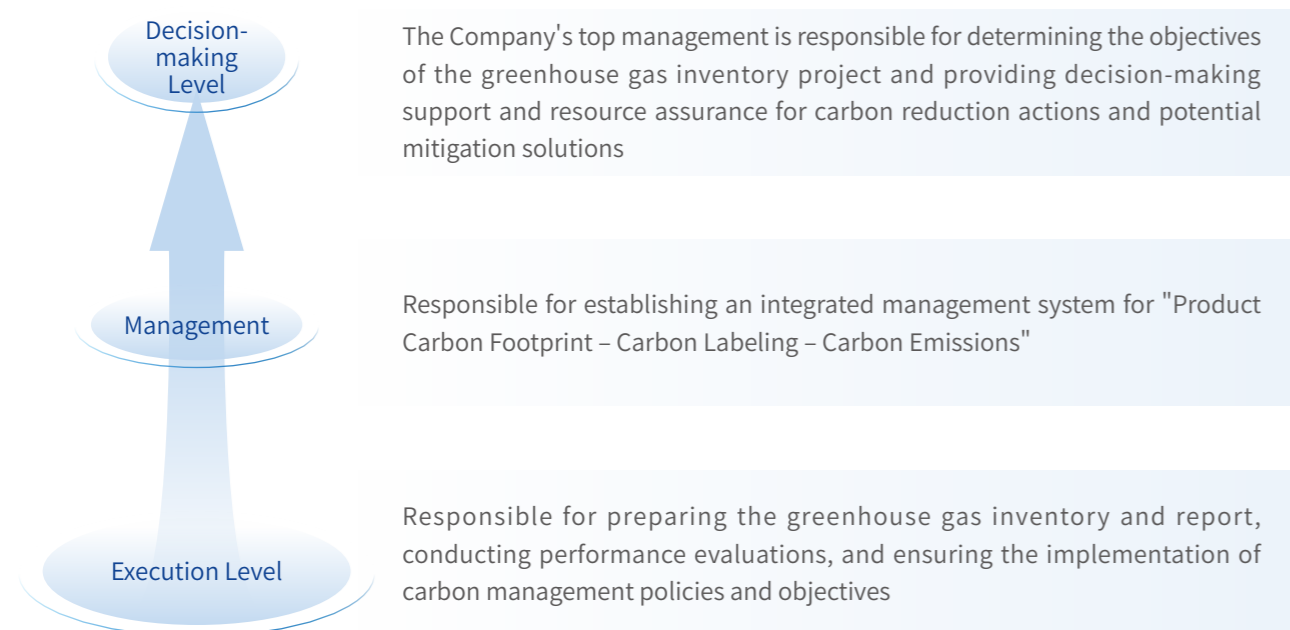 Decision-
making
Level
The Company's top management is responsible for determining the objectives
of the greenhouse gas inventory project and providing decision-making
support and resource assurance for carbon reduction actions and potential
mitigation solutions
Management
Responsible for establishing an integrated management system for "Product
Carbon Footprint – Carbon Labeling – Carbon Emissions"
Execution Level
Responsible for preparing the greenhouse gas inventory and report,
conducting performance evaluations, and ensuring the implementation of
carbon management policies and objectives